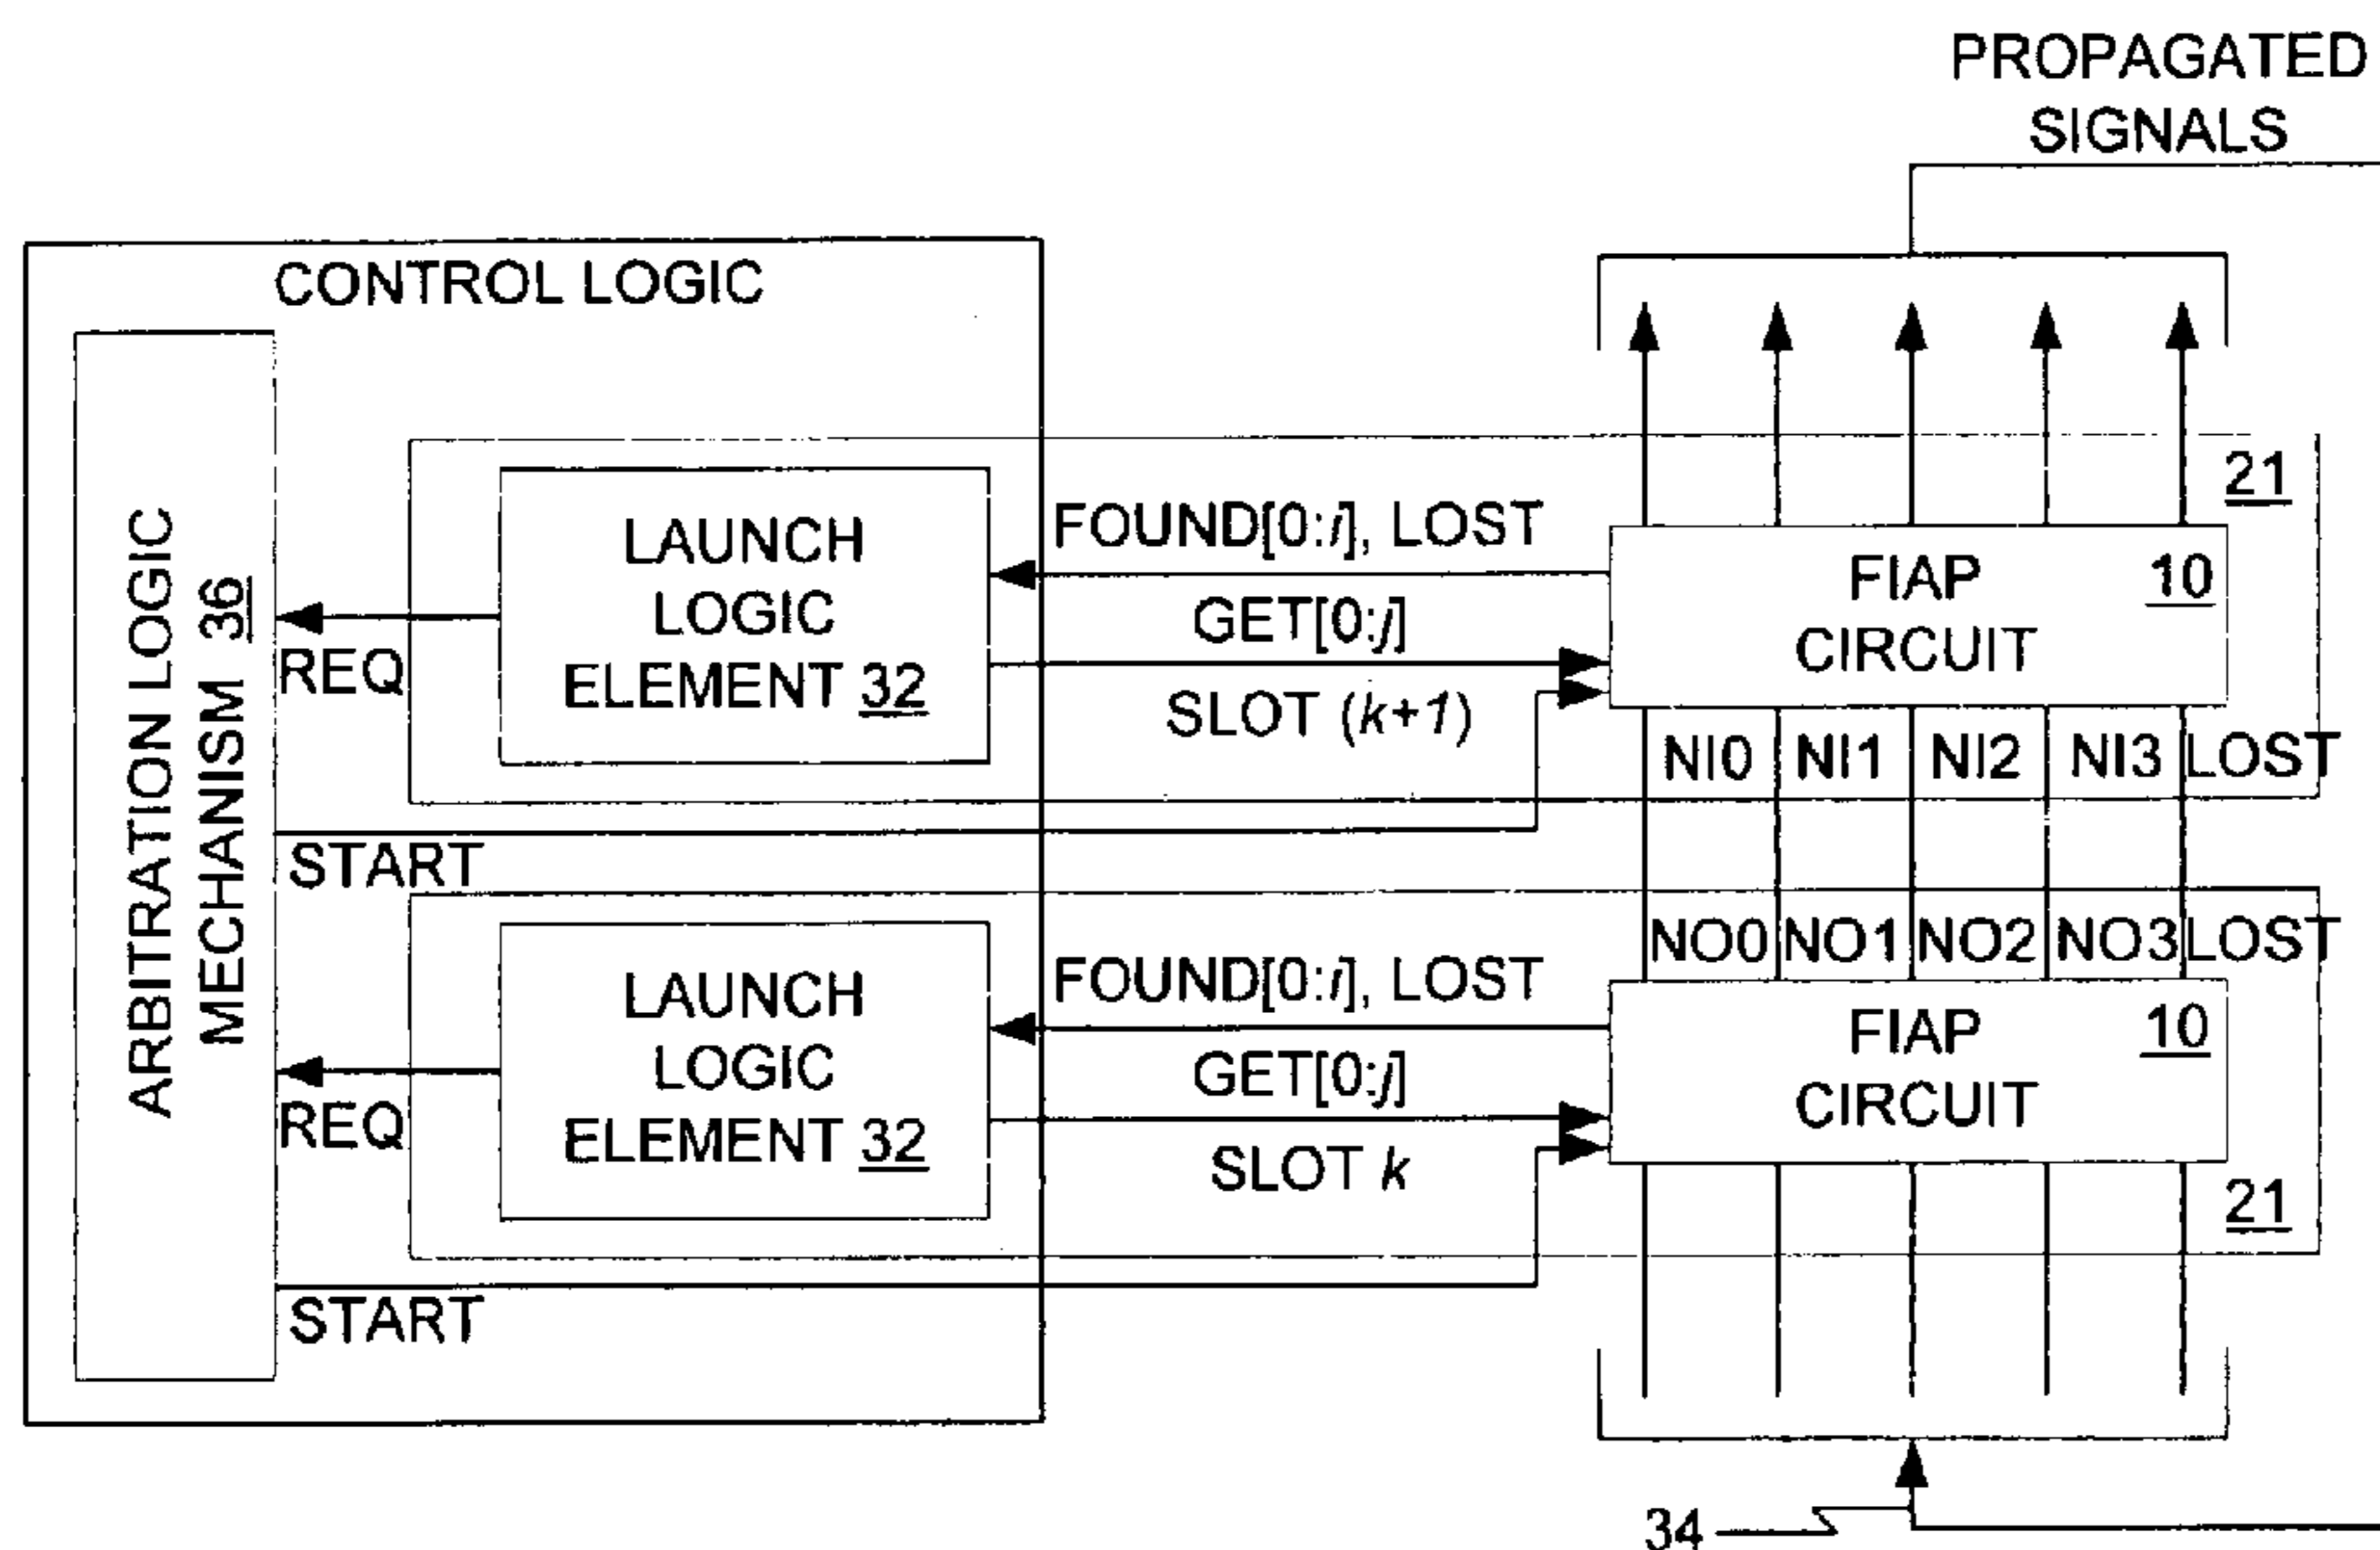 PROPAGATED
SIGNALS
CONTROL LOGIC
ARBITRATION LOGIC
MECHANISM 36
LAUNCH
LOGIC
ELEMENT 32
REQ
FOUND[0:i], LOST
GET[0:j]
SLOT (k+1)
FIAP 10
CIRCUIT
21
NI0 NI1 NI2 NI3 LOST
START
NO0 NO1 NO2 NO3 LOST
LAUNCH
LOGIC
ELEMENT 32
REQ
FOUND[0:i], LOST
GET[0:j]
SLOT k
FIAP 10
CIRCUIT
21
START
34